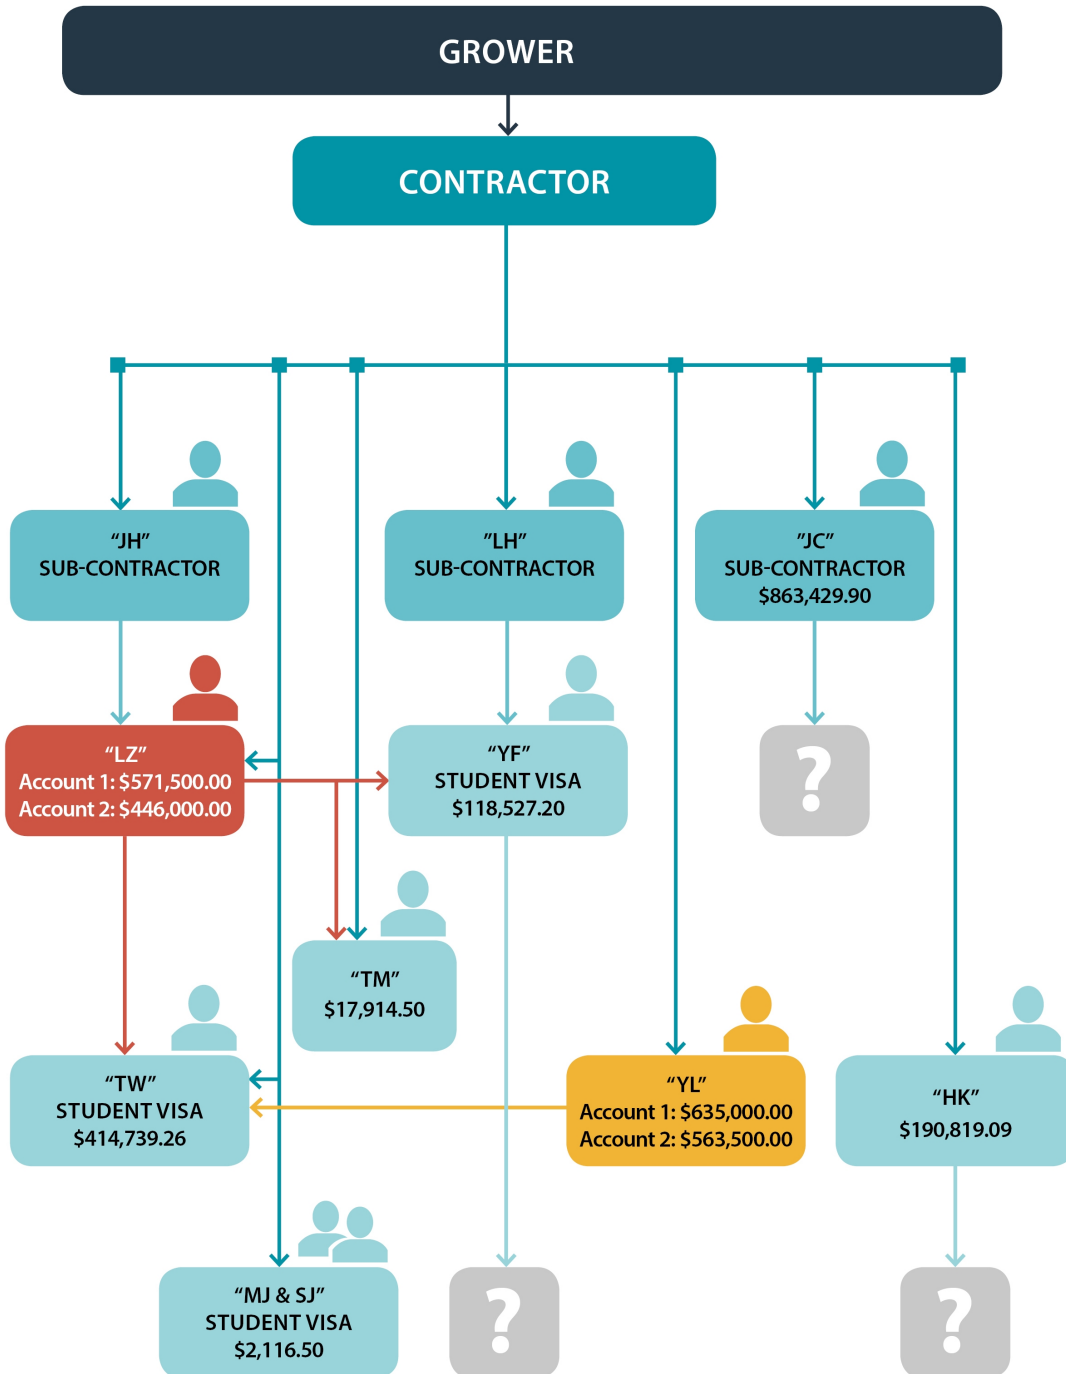 GROWER
CONTRACTOR
“JH”
SUB-CONTRACTOR
”LH”
SUB-CONTRACTOR
”JC”
SUB-CONTRACTOR
$863,429.90
“LZ”
Account 1: $571,500.00
Account 2: $446,000.00
“YF”
STUDENT VISA
$118,527.20
?
“TM”
$17,914.50
“TW”
STUDENT VISA
$414,739.26
“YL”
Account 1: $635,000.00
Account 2: $563,500.00
“HK”
$190,819.09
“MJ & SJ”
STUDENT VISA
$2,116.50
?
?